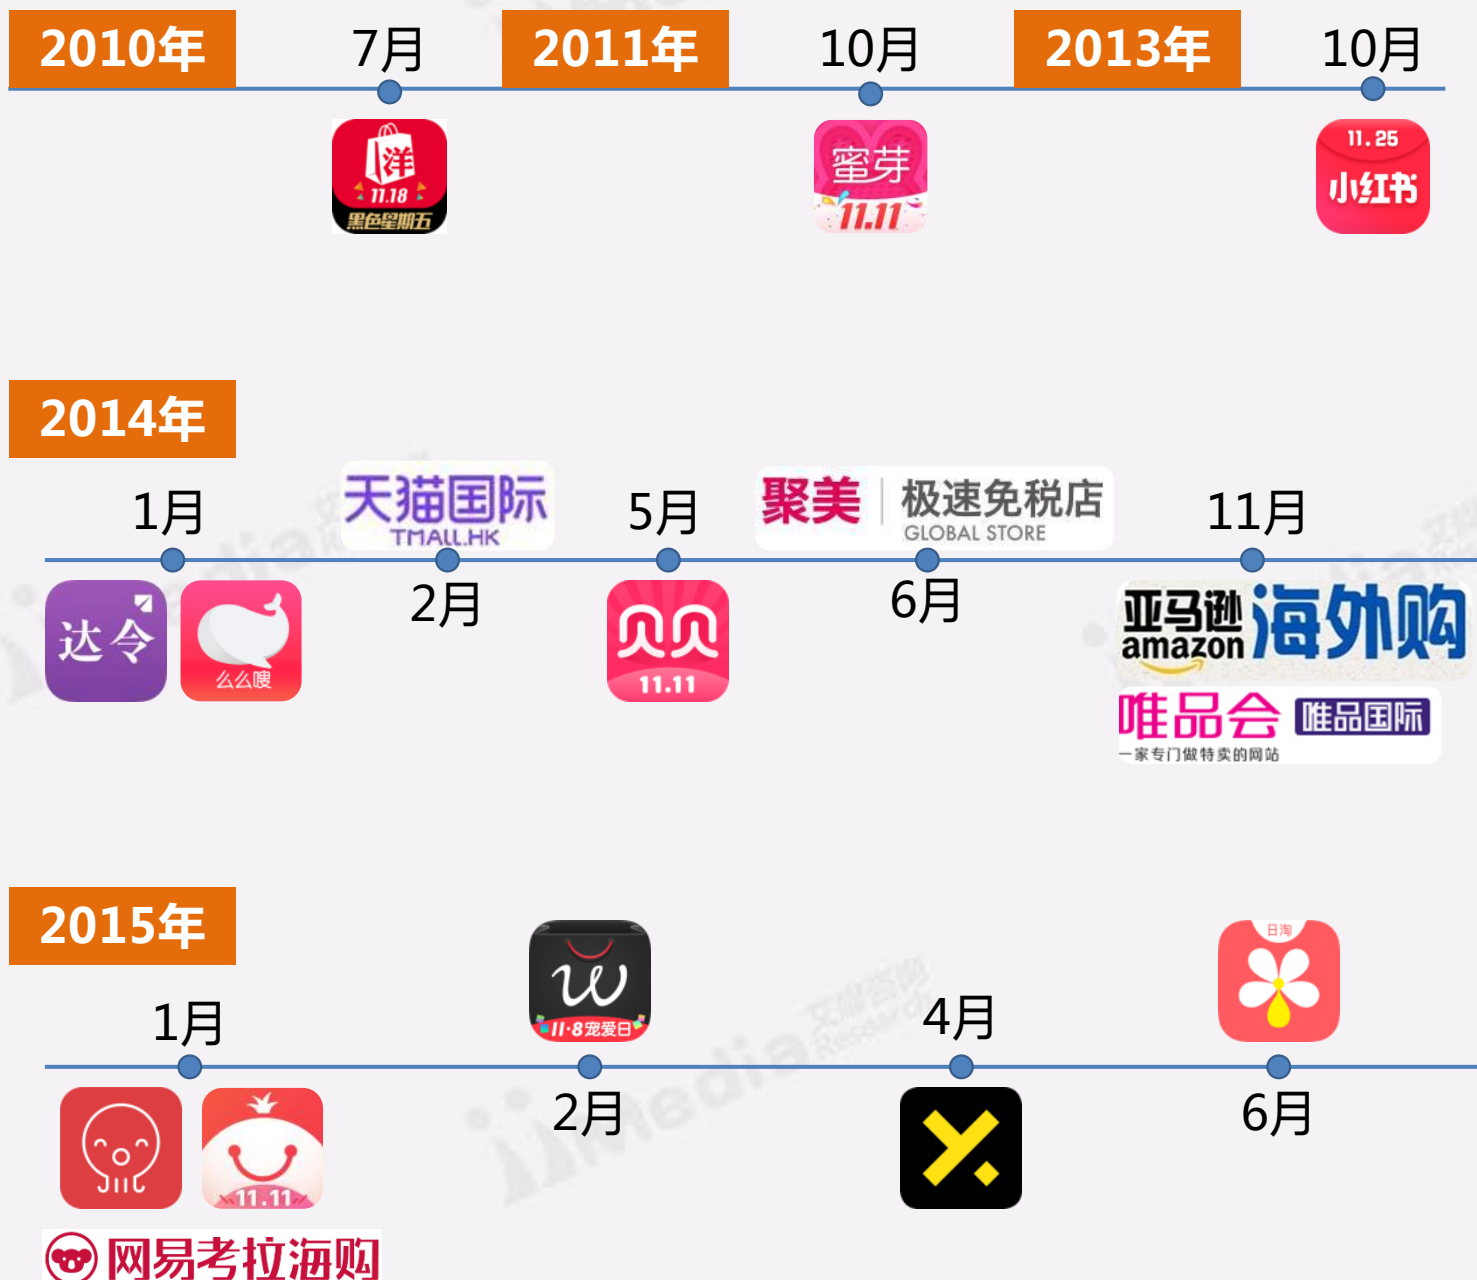 2010年
7月
2011年
10月
2013年
10月
洋
11.18
黑色星期五
蜜芽
11.11
11.25
小红书
2014年
1月
天猫国际
TMALL.HK
5月
聚美
极速免税店
GLOBAL STORE
11月
2月
6月
达令
么么嗖
贝贝
11.11
亚马逊
amazon
海外购
唯品会
唯品国际
一家专门做特卖的网站
2015年
1月
w
11·8宠爱日
4月
日淘
2月
6月
11.11
网易考拉海购
iiMedia
Research
艾媒咨询